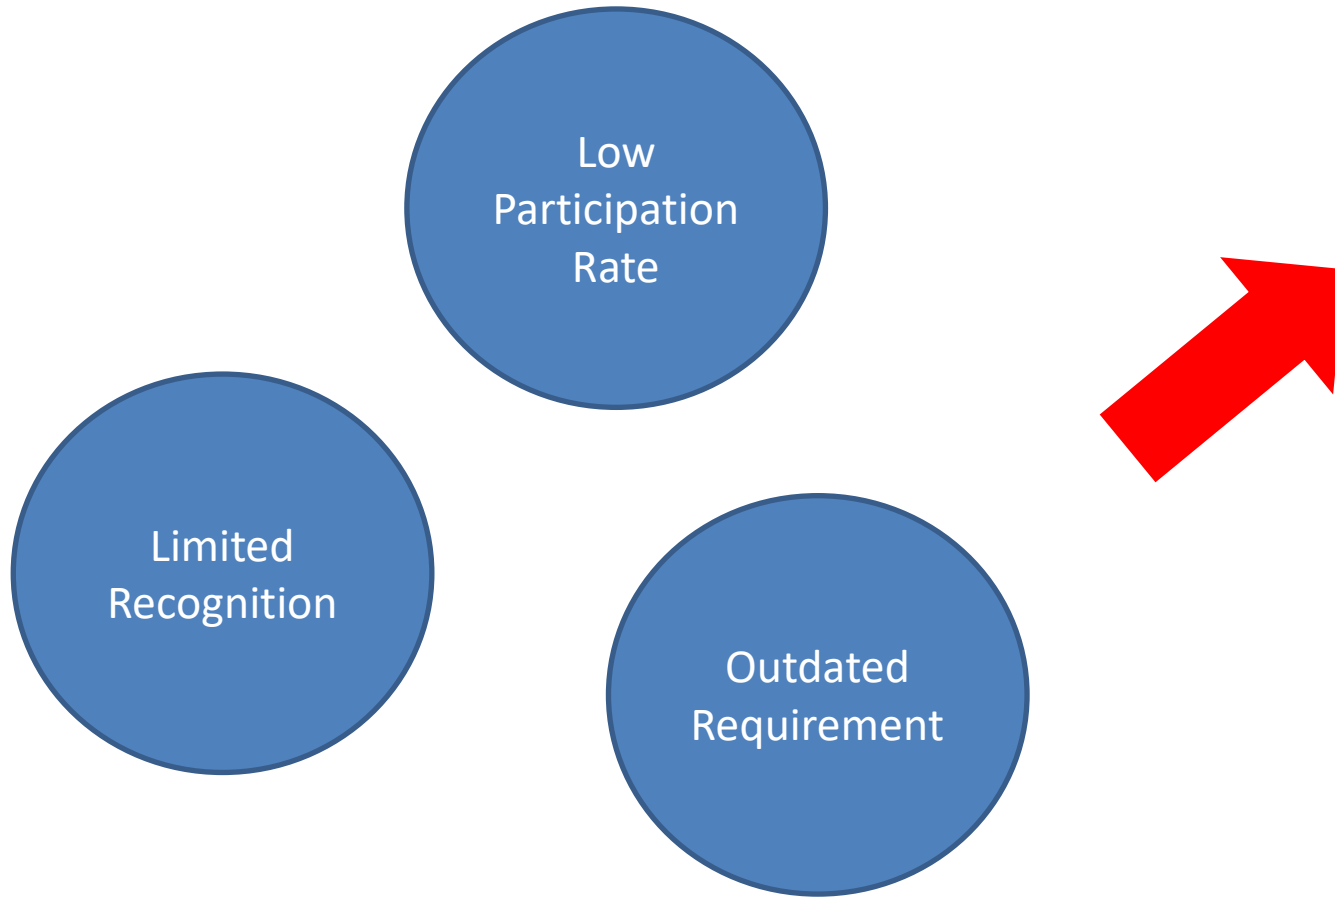 Low
Participation
Rate
Limited
Recognition
Outdated
Requirement